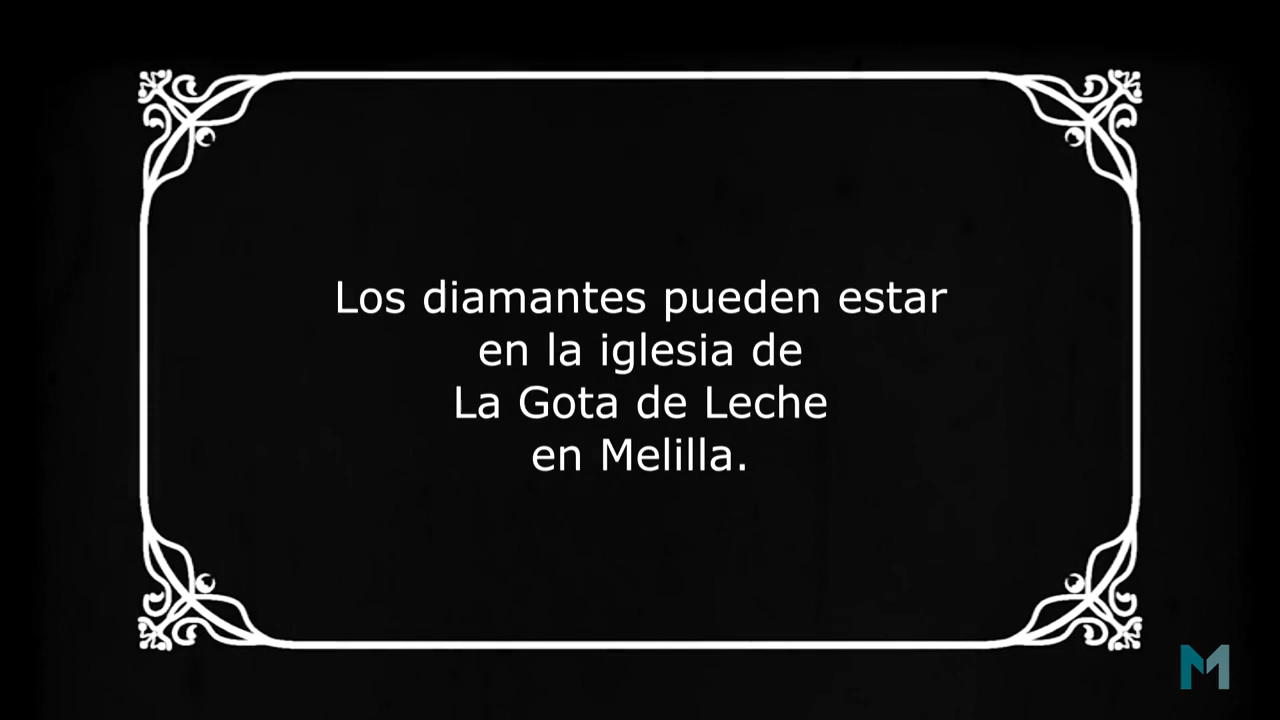 Los diamantes pueden estar
en la iglesia de
La Gota de Leche
en Melilla.
M